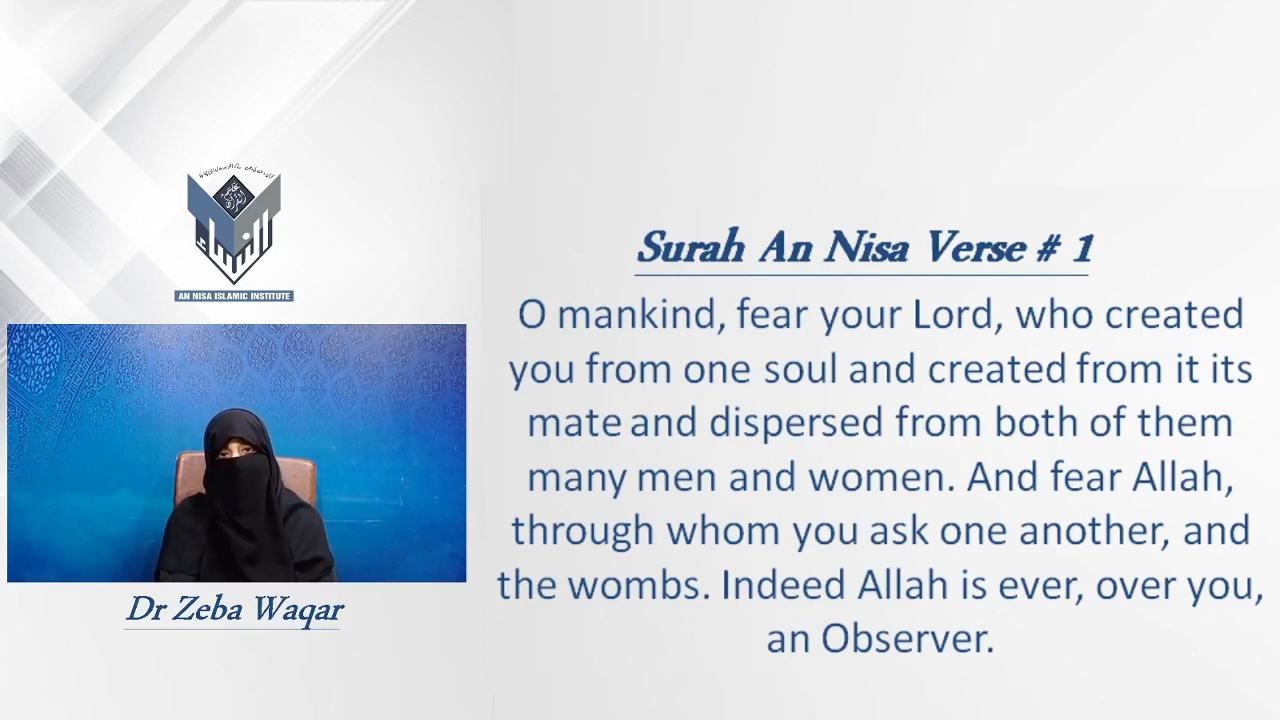 النساء
AN NISA ISLAMIC INSTITUTE
Dr Zeba Waqar
Surah An Nisa Verse # 1
O mankind, fear your Lord, who created
you from one soul and created from it its
mate and dispersed from both of them
many men and women. And fear Allah,
through whom you ask one another, and
the wombs. Indeed Allah is ever, over you,
an Observer.